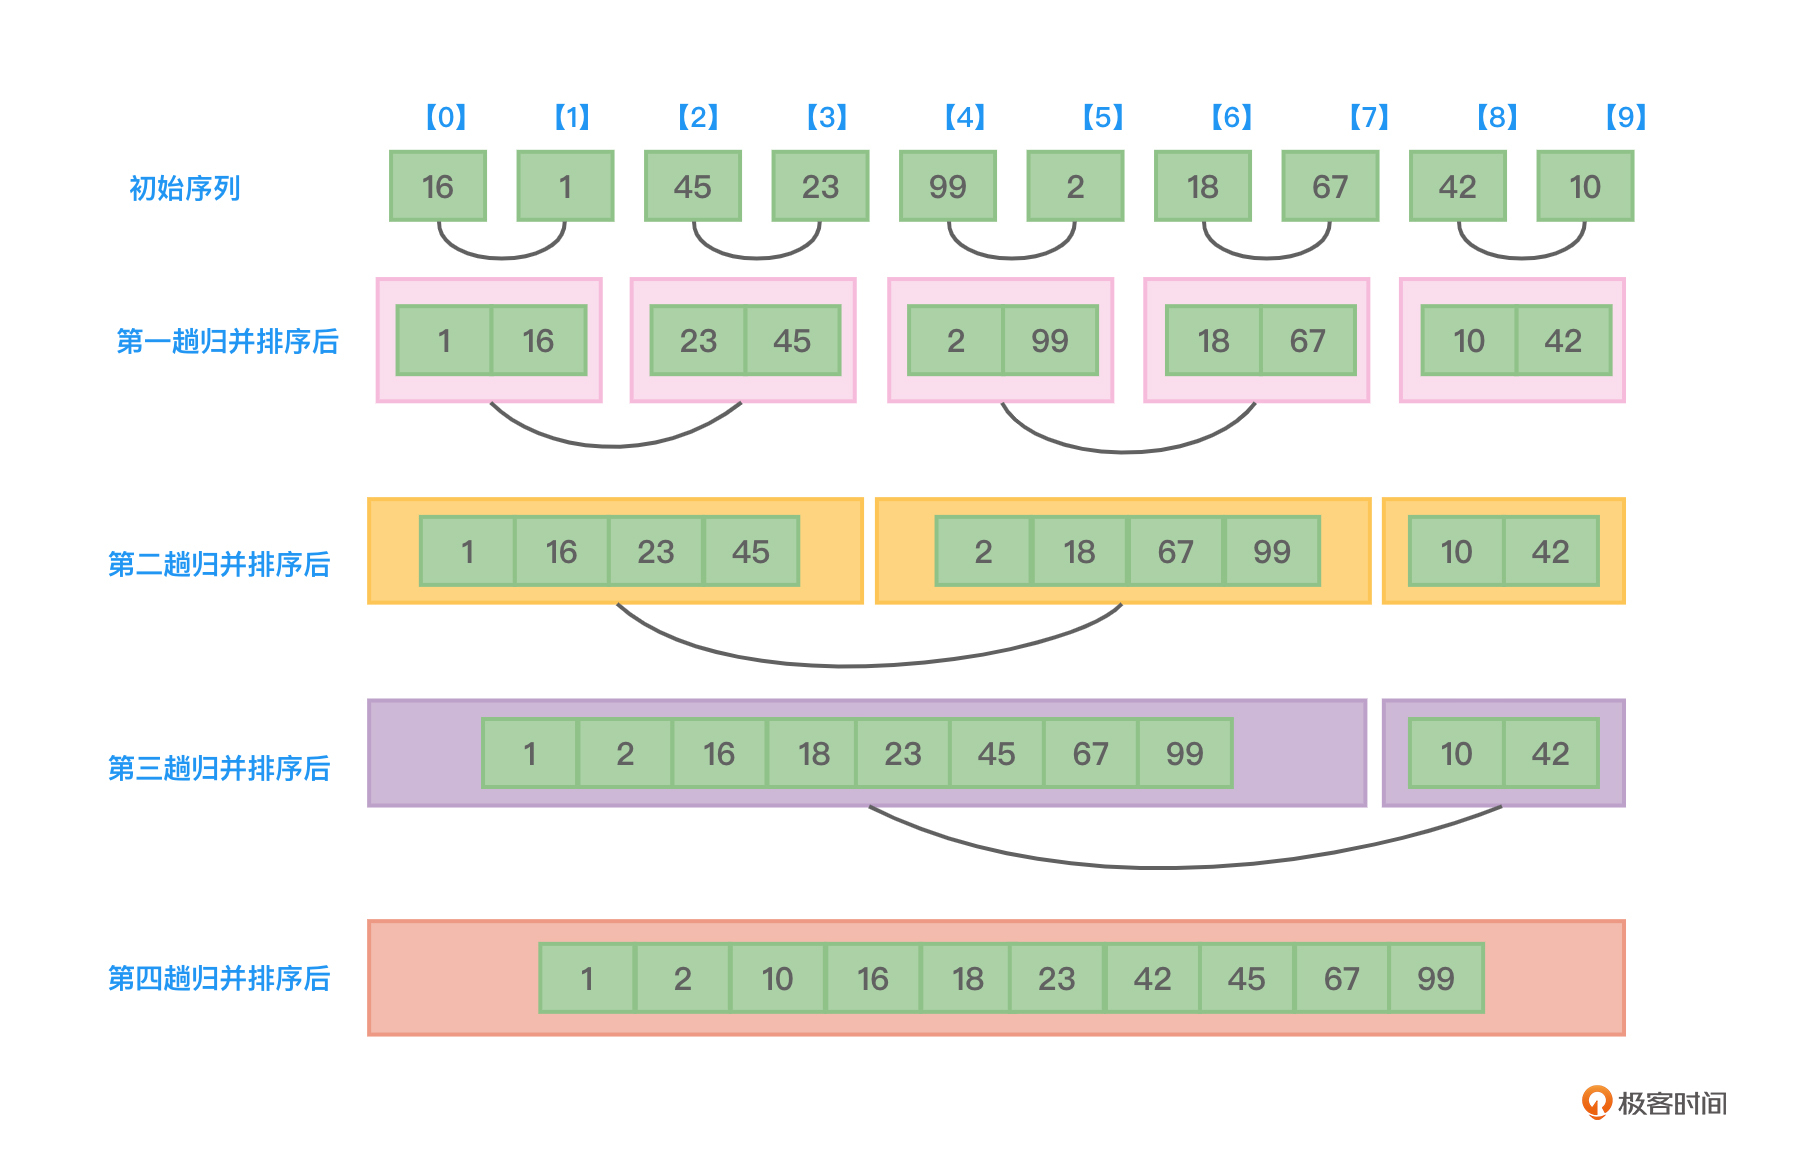 【0】 【1】 【2】 【3】 【4】 【5】 【6】 【7】 【8】 【9】
初始序列 16 1 45 23 99 2 18 67 42 10
第一趟归并排序后 1 16 23 45 2 99 18 67 10 42
第二趟归并排序后 1 16 23 45 2 18 67 99 10 42
第三趟归并排序后 1 2 16 18 23 45 67 99 10 42
第四趟归并排序后 1 2 10 16 18 23 42 45 67 99
极客时间